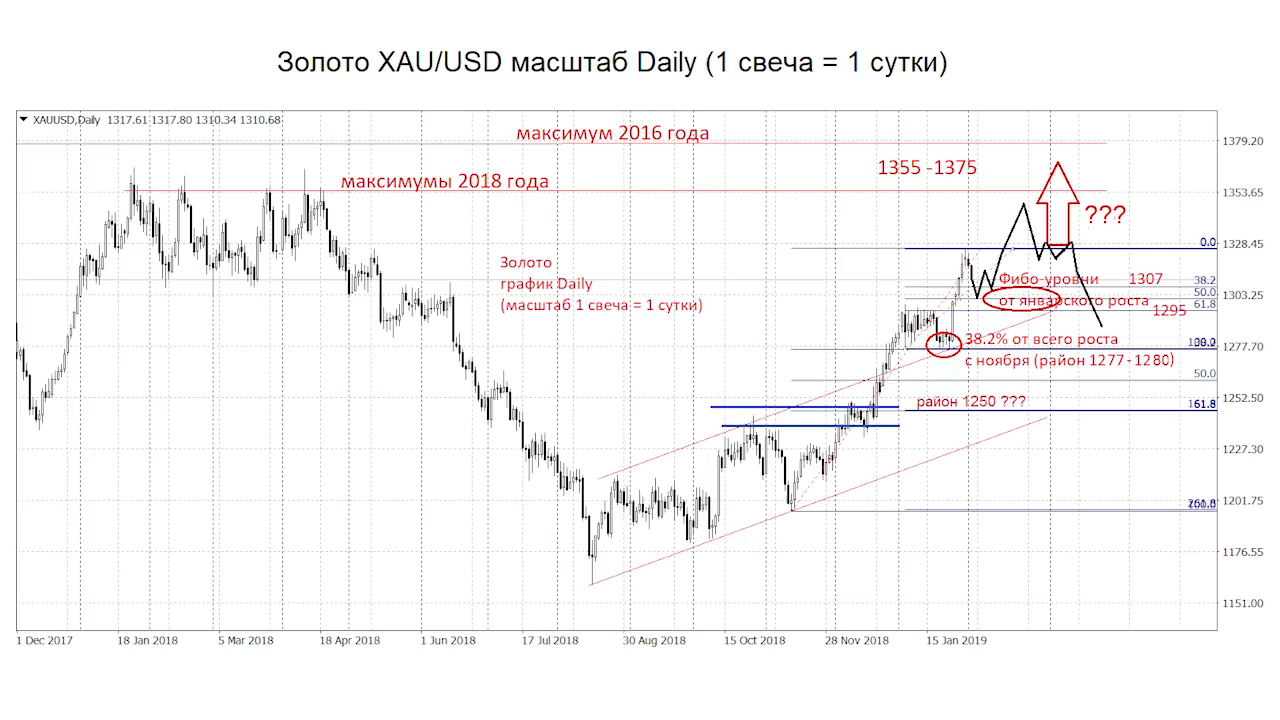 Золото XAU/USD масштаб Daily (1 свеча = 1 сутки)
XAUUSD,Daily 1317.61 1317.80 1310.34 1310.68
максимум 2016 года
1379.20
1355 -1375
максимумы 2018 года
1353.65
???
0.0
1328.45
Золото
график Daily
(масштаб 1 свеча = 1 сутки)
Фибо-уровни 1307
38.2
50.0
1303.25
от январского роста
61.8
1295
38.2% от всего роста
1277.70
с ноября (район 1277-1280)
50.0
район 1250 ???
1252.50
61.8
1227.30
1201.75
1176.55
1151.00
1 Dec 2017
18 Jan 2018
5 Mar 2018
18 Apr 2018
1 Jun 2018
17 Jul 2018
30 Aug 2018
15 Oct 2018
28 Nov 2018
15 Jan 2019